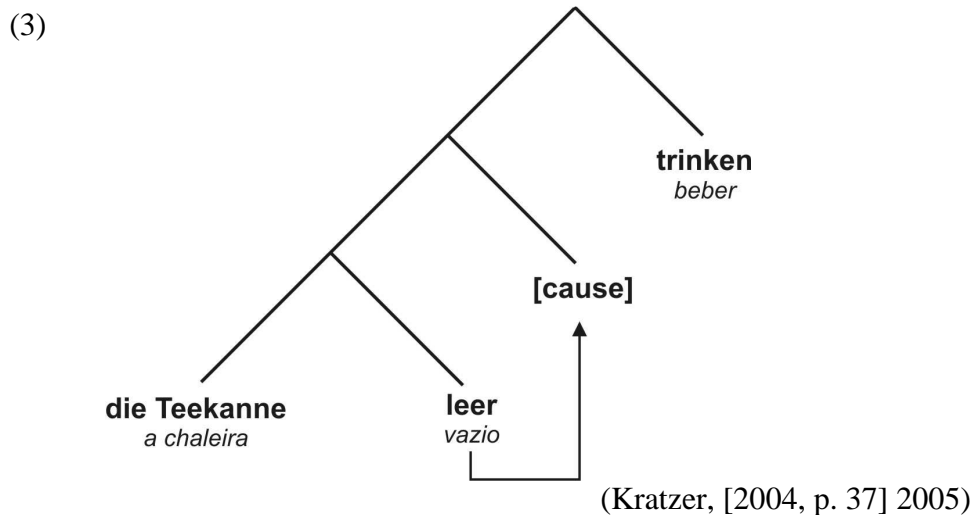 (3)
trinken
beber
[cause]
die Teekanne
a chaleira
leer
vazio
(Kratzer, [2004, p. 37] 2005)